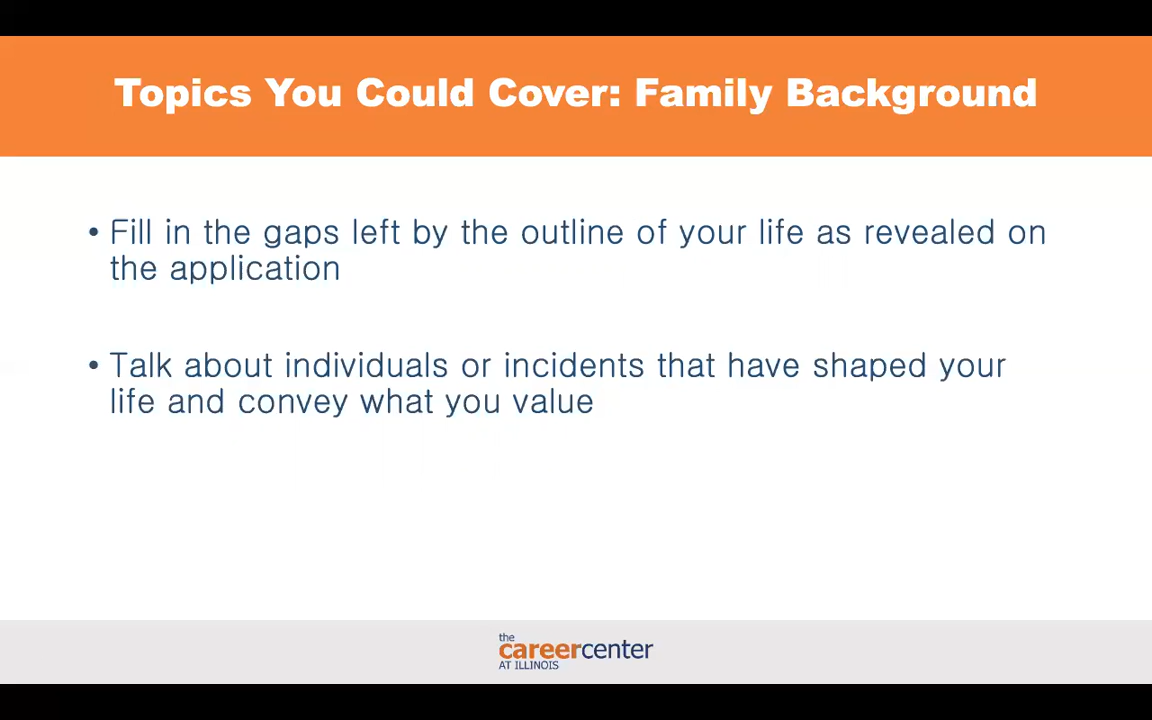 Topics You Could Cover: Family Background
• Fill in the gaps left by the outline of your life as revealed on
the application
• Talk about individuals or incidents that have shaped your
life and convey what you value
the
careercenter
AT ILLINOIS